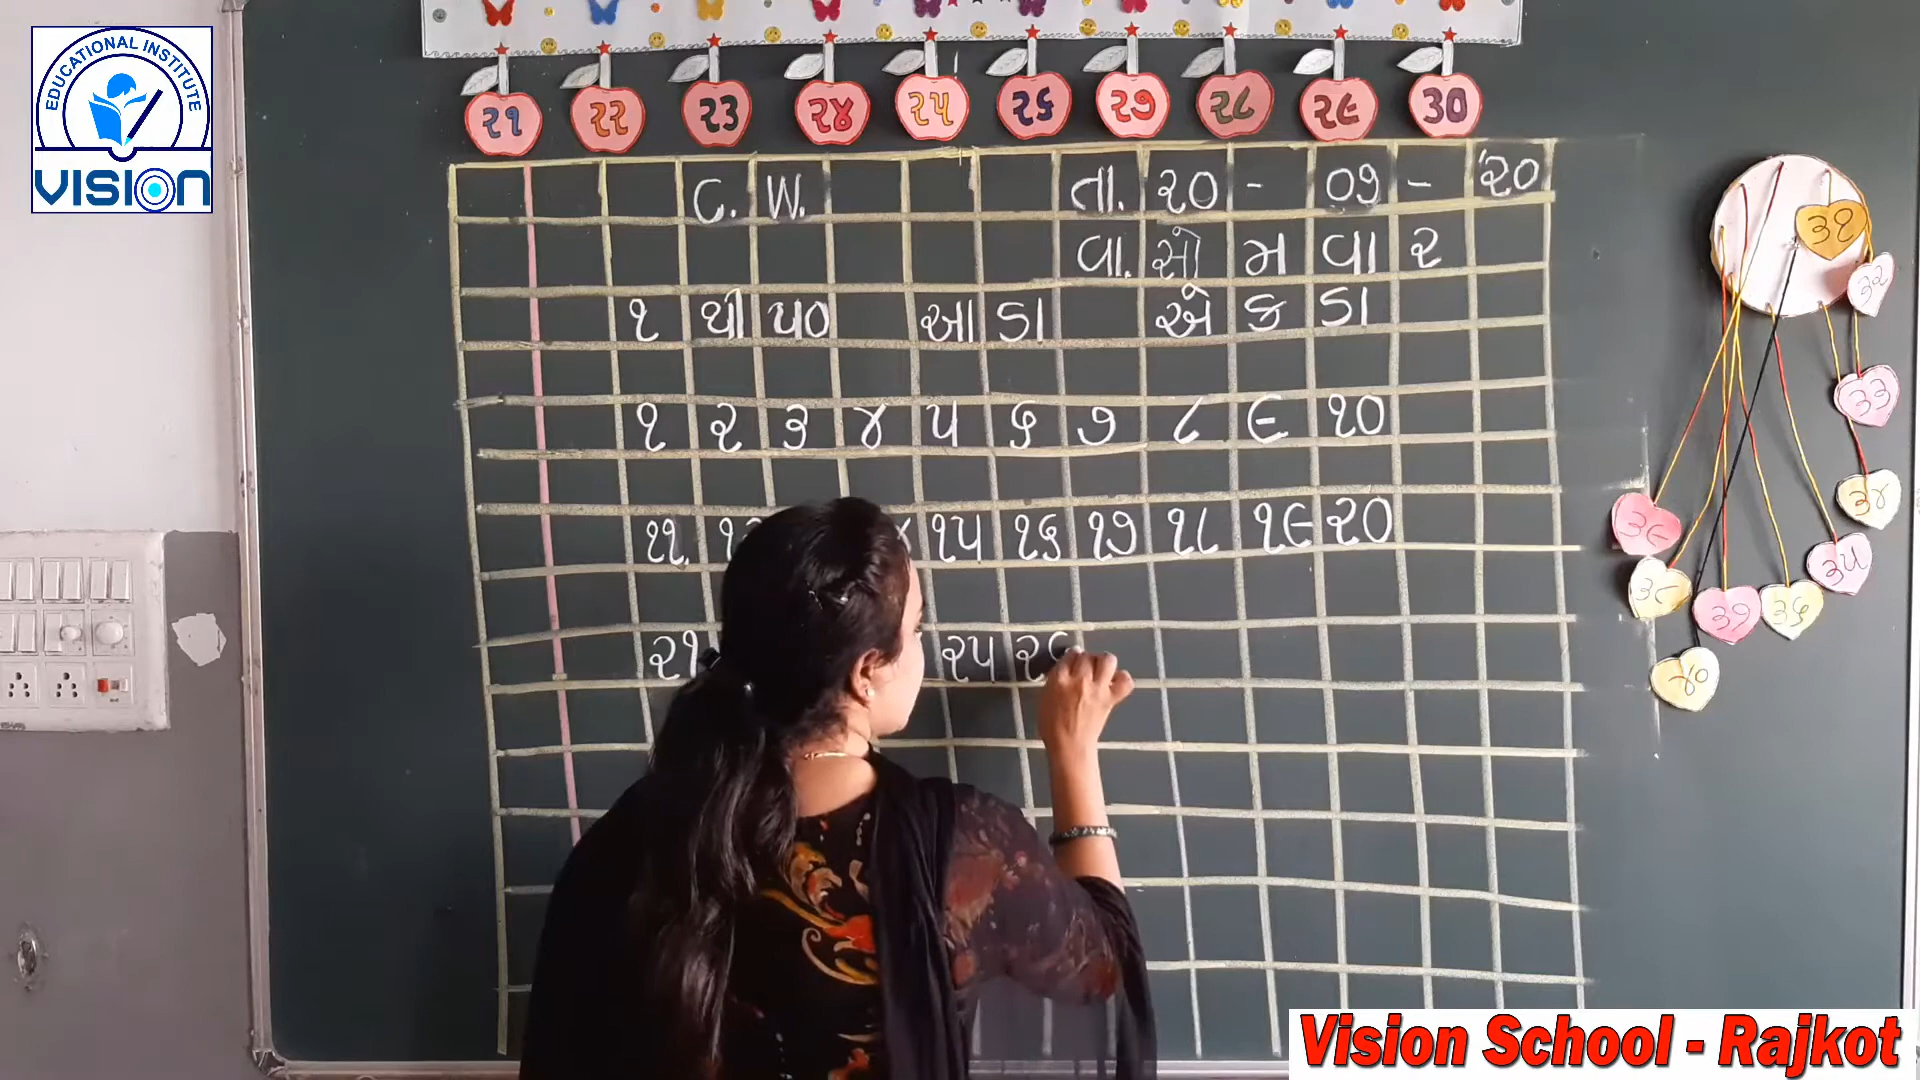 EDUCATIONAL INSTITUTE
VISION
૨૧ ૨૨ ૨૩ ૨૪ ૨૫ ૨૬ ૨૭ ૨૮ ૨૯ ૩૦
C. W. તા. ૨૦ - ૦૭ - '૨૦
વા. સોમવાર
૧ થી ૫૦ આડા એકડા
૧ ૨ ૩ ૪ ૫ ૬ ૭ ૮ ૯ ૧૦
૧૧. ૧૫ ૧૬ ૧૭ ૧૮ ૧૯ ૨૦
૨૧ ૨૫
૩૧
૩૨
૩૩
૩૪
૩૫
૩૬
૩૭
૩૮
૩૯
૪૦
Vision School - Rajkot